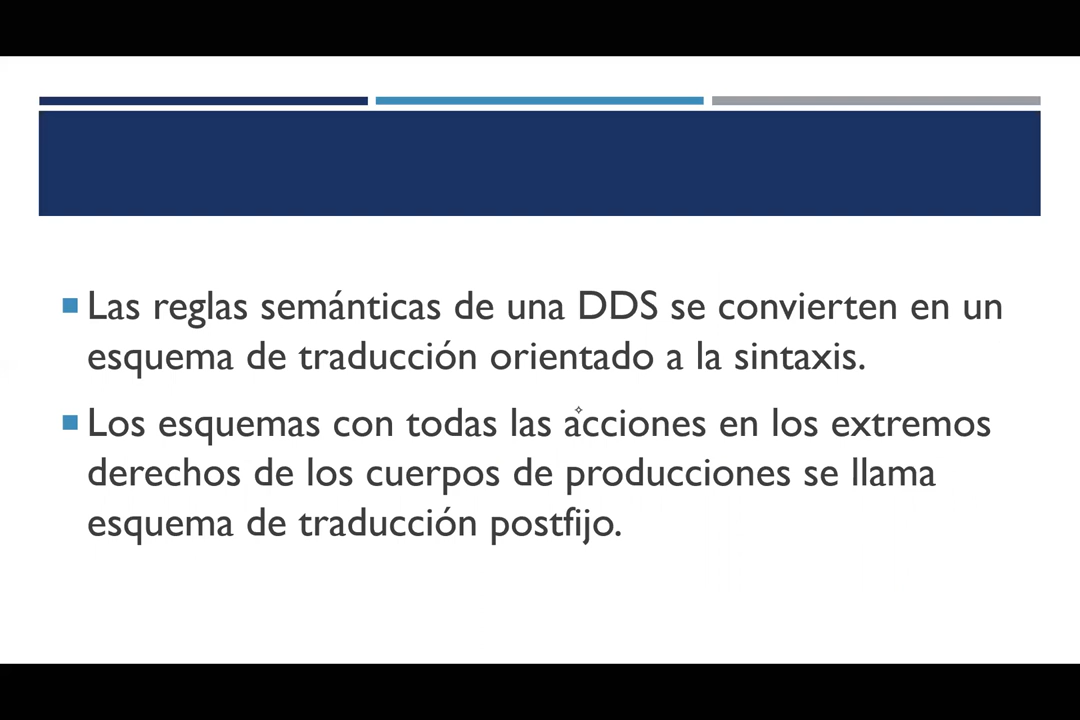 Las reglas semánticas de una DDS se convierten en un
esquema de traducción orientado a la sintaxis.
Los esquemas con todas las acciones en los extremos
derechos de los cuerpos de producciones se llama
esquema de traducción postfijo.